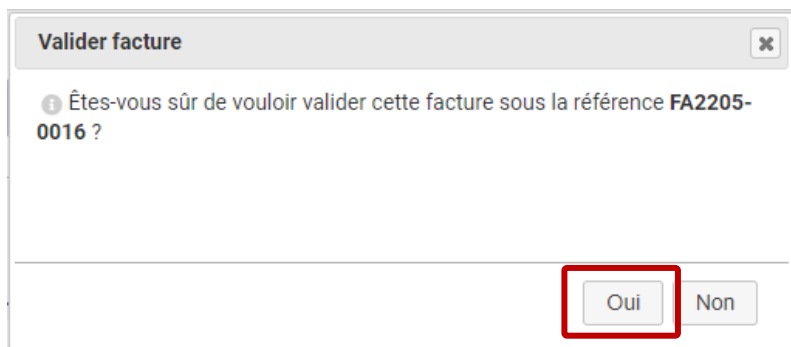 Valider facture
Êtes-vous sûr de vouloir valider cette facture sous la référence FA2205-
0016 ?
Oui Non